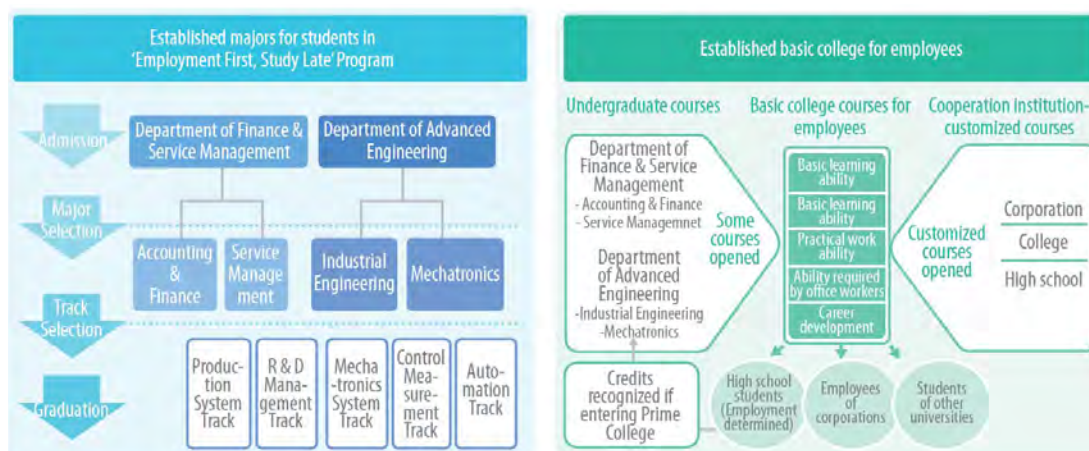 Established majors for students in
'Employment First, Study Late' Program
Admission
Department of Finance &
Service Management
Department of Advanced
Engineering
Major
Selection
Accounting
&
Finance
Service
Manage
ment
Industrial
Engineering
Mechatronics
Track
Selection
Produc-
tion
System
Track
R & D
Mana-
gement
Track
Mecha
-tronics
System
Track
Control
Mea-
surement
Track
Auto-
mation
Track
Graduation
Established basic college for employees
Undergraduate courses
Department
of Finance & Service
Management
- Accounting & Finance
- Service Managemnet
Department
of Advanced
Engineering
-Industrial Engineering
-Mechatronics
Some
courses
opened
Basic college courses for
employees
Basic learning
ability
Basic learning
ability
Practical work
ability
Ability required
by office workers
Career
development
Cooperation institution-
customized courses
Customized
courses
opened
Corporation
College
High school
Credits
recognized if
entering Prime
College
High school
students
(Employment
determined)
Employees
of
corporations
Students
of other
universities